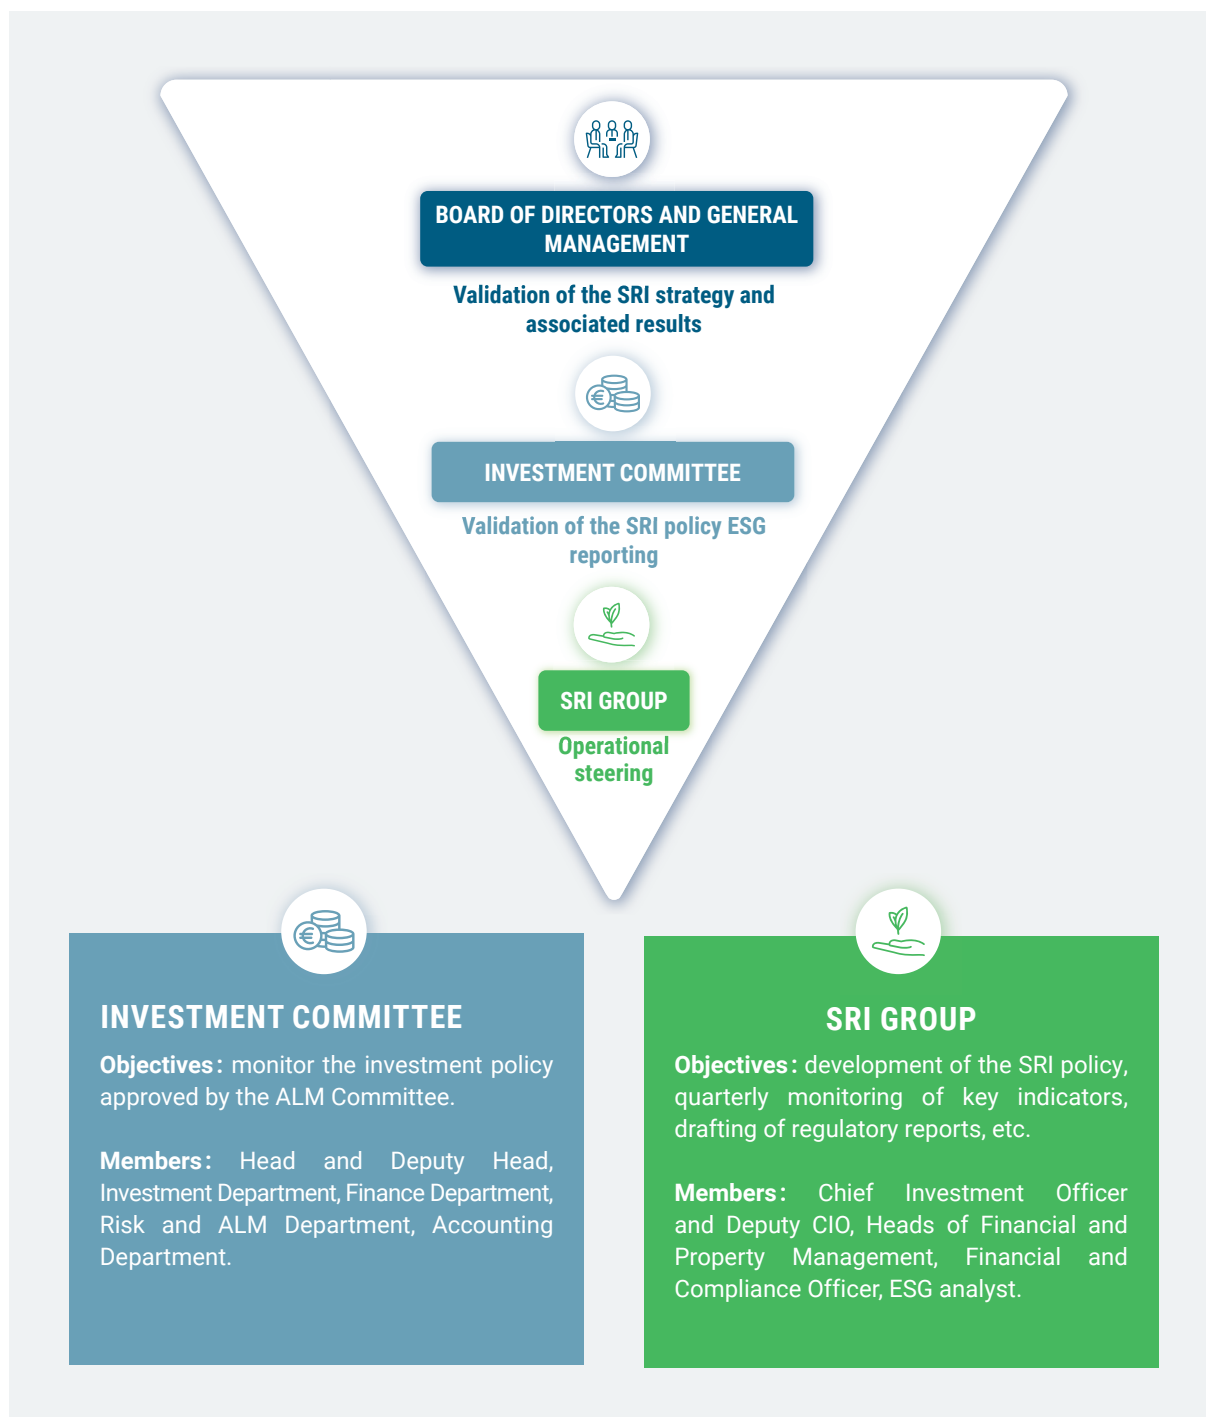 BOARD OF DIRECTORS AND GENERAL
MANAGEMENT
Validation of the SRI strategy and
associated results
INVESTMENT COMMITTEE
Validation of the SRI policy ESG
reporting
SRI GROUP
Operational
steering
INVESTMENT COMMITTEE
Objectives : monitor the investment policy
approved by the ALM Committee.
Members : Head and Deputy Head,
Investment Department, Finance Department,
Risk and ALM Department, Accounting
Department.
SRI GROUP
Objectives : development of the SRI policy,
quarterly monitoring of key indicators,
drafting of regulatory reports, etc.
Members : Chief Investment Officer
and Deputy CIO, Heads of Financial and
Property Management, Financial and
Compliance Officer, ESG analyst.